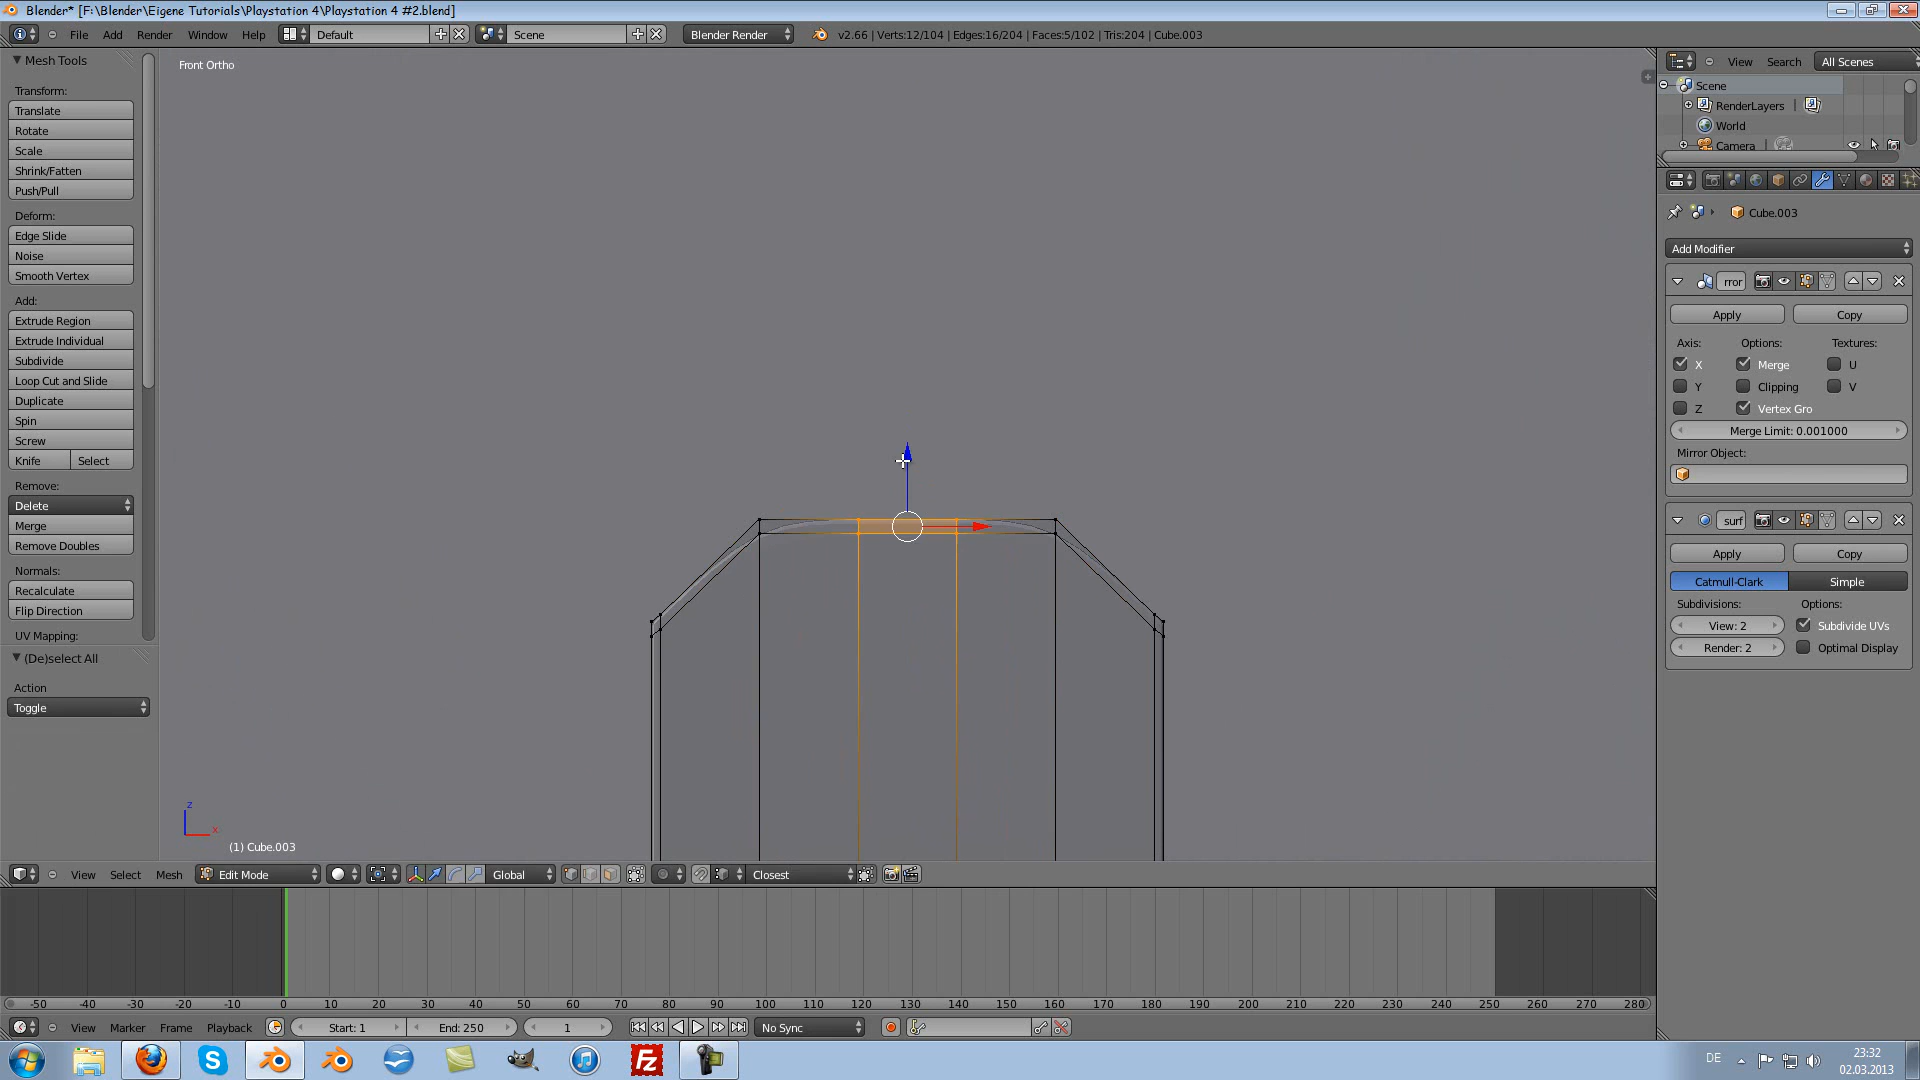 Blender* [F:\Blender\Eigene Tutorials\Playstation 4\Playstation 4 #2.blend]
File Add Render Window Help Default Scene Blender Render v2.66 | Verts:12/104 | Edges:16/204 | Faces:5/102 | Tris:204 | Cube.003
Mesh Tools
Front Ortho
View Search All Scenes
Scene
RenderLayers |
World
Camera |
Transform:
Translate
Rotate
Scale
Shrink/Fatten
Push/Pull
Deform:
Edge Slide
Noise
Smooth Vertex
Add:
Extrude Region
Extrude Individual
Subdivide
Loop Cut and Slide
Duplicate
Spin
Screw
Knife Select
Remove:
Delete
Merge
Remove Doubles
Normals:
Recalculate
Flip Direction
UV Mapping:
(De)select All
Action
Toggle
Cube.003
Add Modifier
rror
Apply Copy
Axis: Options: Textures:
X Merge U
Y Clipping V
Z Vertex Gro
Merge Limit: 0.001000
Mirror Object:
surf
Apply Copy
Catmull-Clark Simple
Subdivisions: Options:
View: 2 Subdivide UVs
Render: 2 Optimal Display
z
x
(1) Cube.003
View Select Mesh Edit Mode Global Closest
-50 -40 -30 -20 -10 0 10 20 30 40 50 60 70 80 90 100 110 120 130 140 150 160 170 180 190 200 210 220 230 240 250 260 270 280
View Marker Frame Playback Start: 1 End: 250 1 No Sync
DE
23:32
02.03.2013
Fz